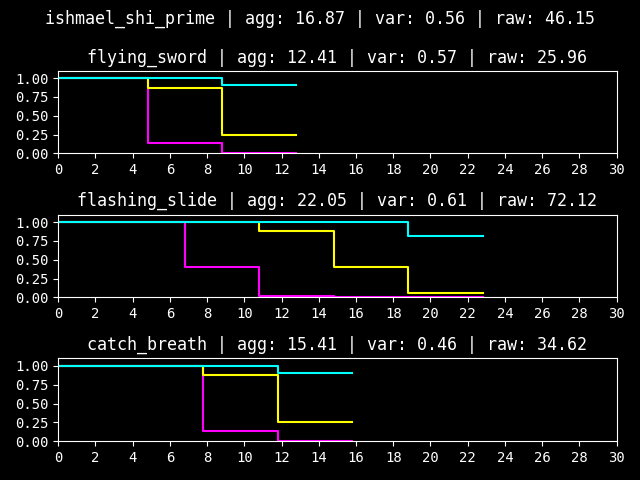 ishmael_shi_prime | agg: 16.87 | var: 0.56 | raw: 46.15
flying_sword | agg: 12.41 | var: 0.57 | raw: 25.96
1.00
0.75
0.50
0.25
0.00
0 2 4 6 8 10 12 14 16 18 20 22 24 26 28 30
flashing_slide | agg: 22.05 | var: 0.61 | raw: 72.12
1.00
0.75
0.50
0.25
0.00
0 2 4 6 8 10 12 14 16 18 20 22 24 26 28 30
catch_breath | agg: 15.41 | var: 0.46 | raw: 34.62
1.00
0.75
0.50
0.25
0.00
0 2 4 6 8 10 12 14 16 18 20 22 24 26 28 30